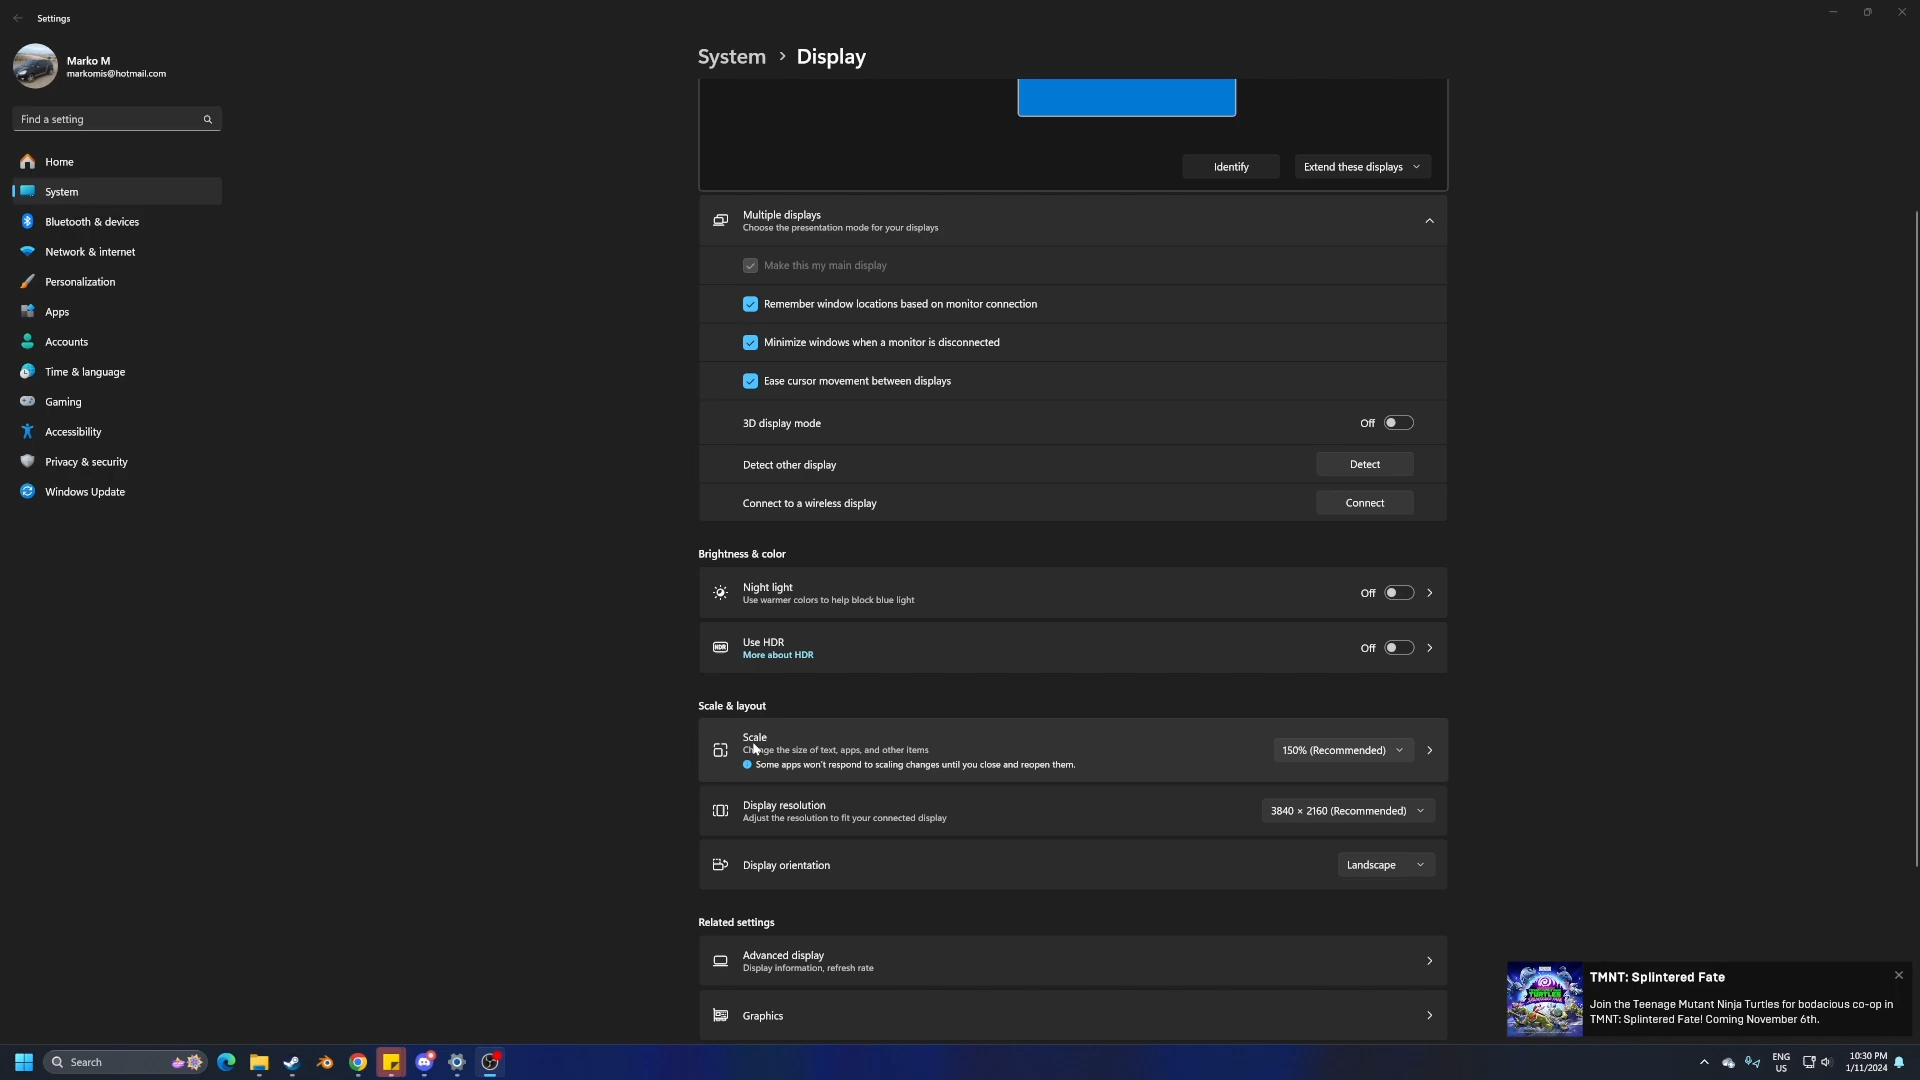 Settings
Marko M
markomis@hotmail.com
Find a setting
Home
System
Bluetooth & devices
Network & internet
Personalization
Apps
Accounts
Time & language
Gaming
Accessibility
Privacy & security
Windows Update
System > Display
Identify
Extend these displays
Multiple displays
Choose the presentation mode for your displays
Make this my main display
Remember window locations based on monitor connection
Minimize windows when a monitor is disconnected
Ease cursor movement between displays
3D display mode
Off
Detect other display
Detect
Connect to a wireless display
Connect
Brightness & color
Night light
Use warmer colors to help block blue light
Off
HDR
Use HDR
More about HDR
Off
Scale & layout
Scale
Change the size of text, apps, and other items
Some apps won't respond to scaling changes until you close and reopen them.
150% (Recommended)
Display resolution
Adjust the resolution to fit your connected display
3840 × 2160 (Recommended)
Display orientation
Landscape
Related settings
Advanced display
Display information, refresh rate
Graphics
TMNT: Splintered Fate
Join the Teenage Mutant Ninja Turtles for bodacious co-op in
TMNT: Splintered Fate! Coming November 6th.
Search
ENG
US
10:30 PM
1/11/2024